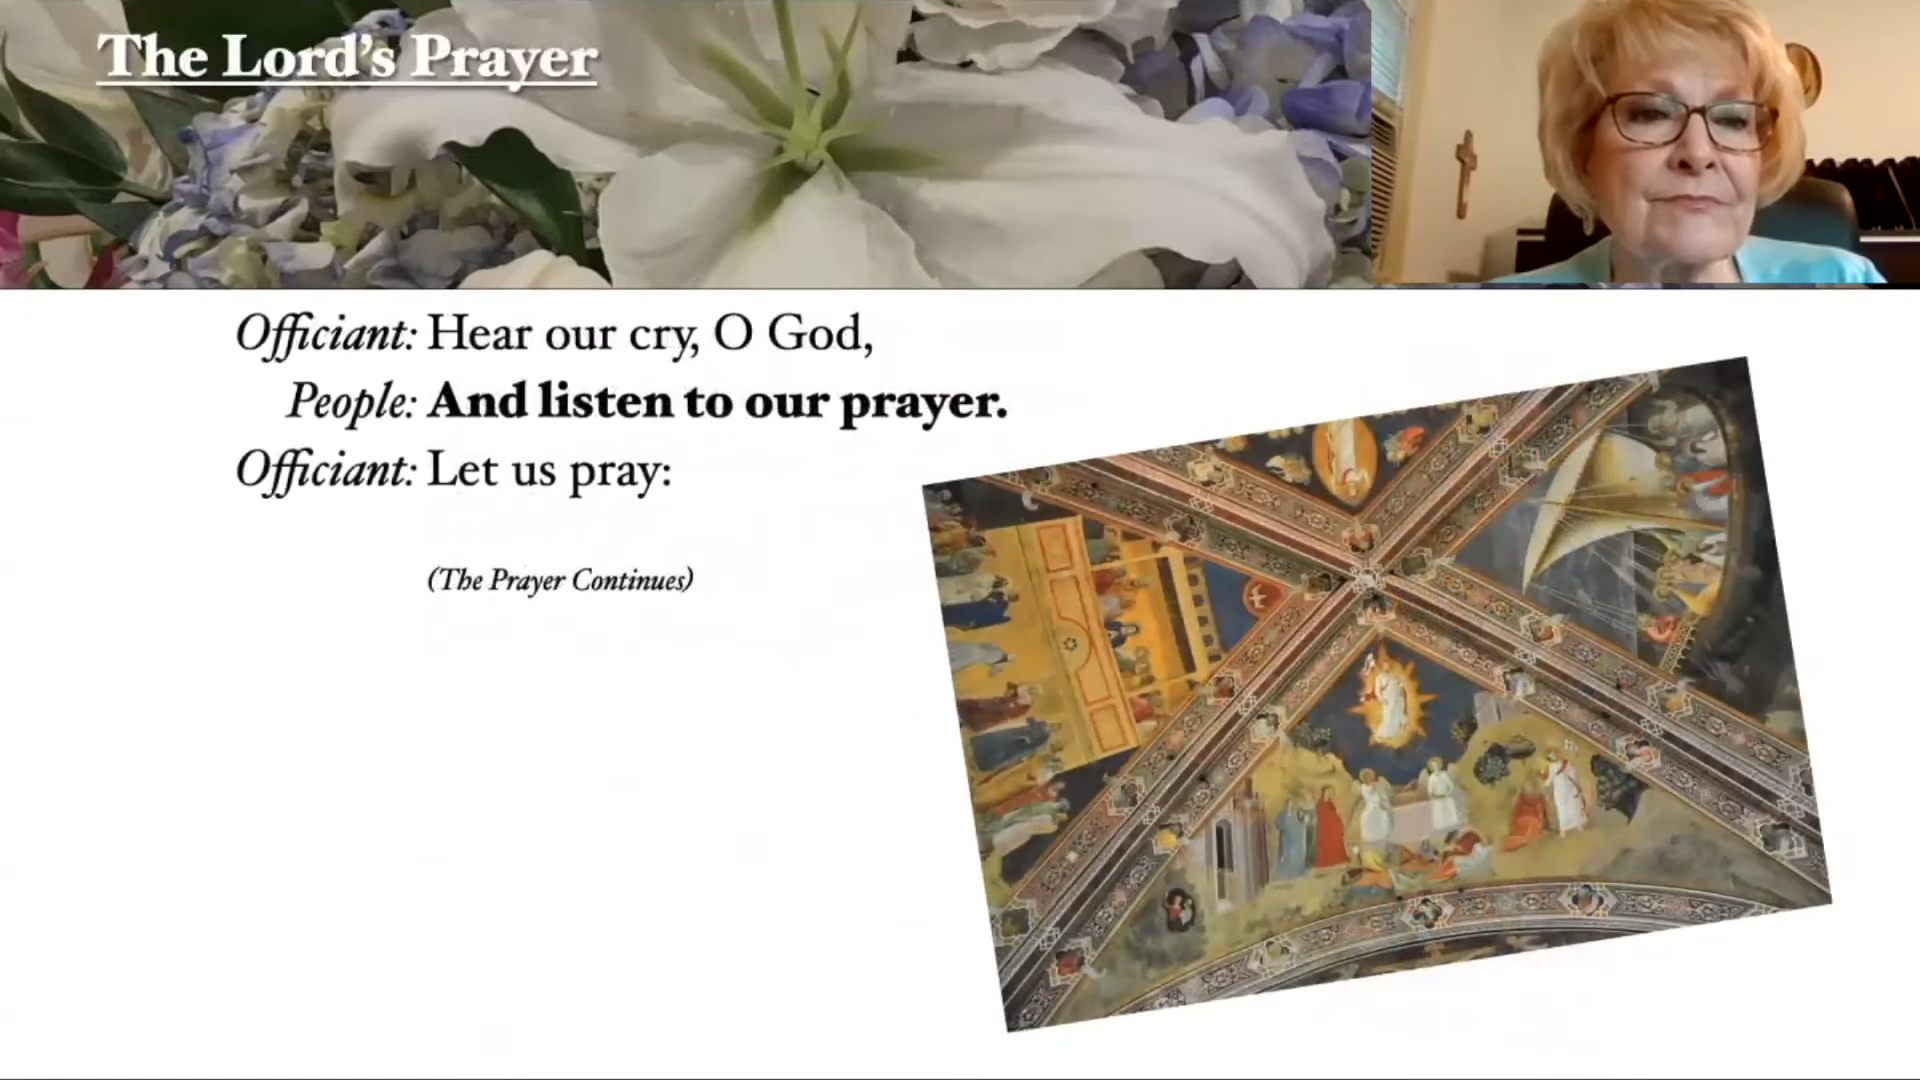 The Lord’s Prayer
Officiant: Hear our cry, O God,
People: And listen to our prayer.
Officiant: Let us pray:
(The Prayer Continues)